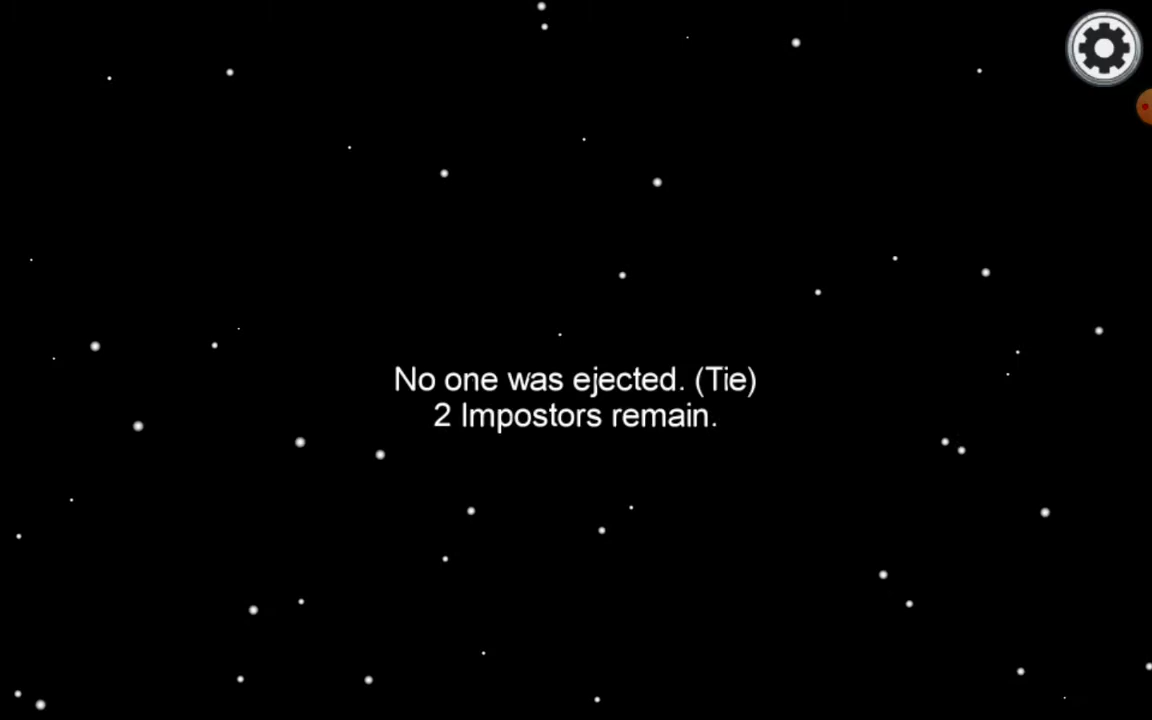 No one was ejected. (Tie)
2 Impostors remain.